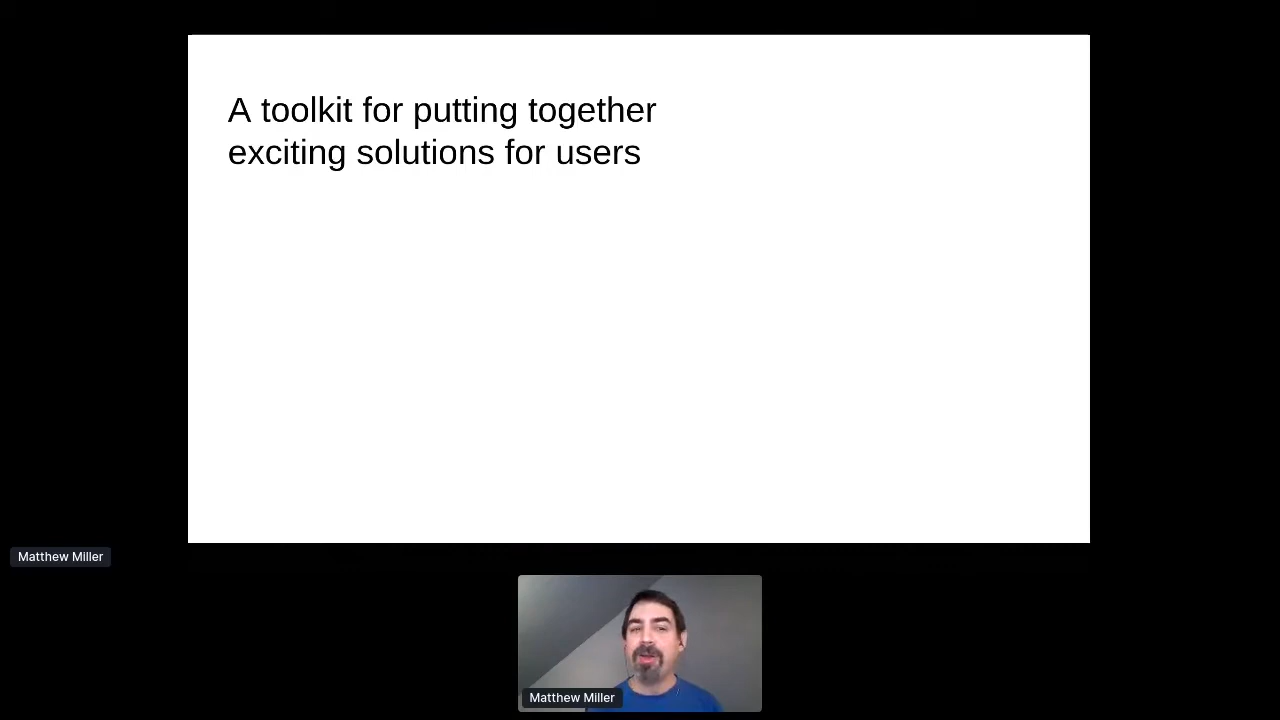 A toolkit for putting together
exciting solutions for users
Matthew Miller
Matthew Miller